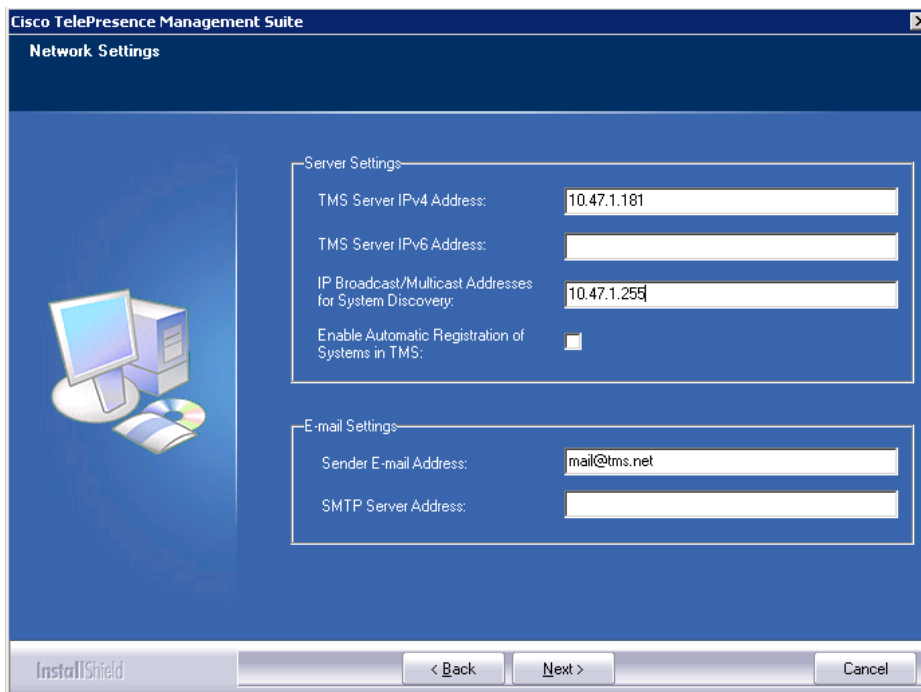 Cisco TelePresence Management Suite
Network Settings
Server Settings
TMS Server IPv4 Address:
10.47.1.181
TMS Server IPv6 Address:
IP Broadcast/Multicast Addresses
for System Discovery:
10.47.1.255
Enable Automatic Registration of
Systems in TMS:
E-mail Settings
Sender E-mail Address:
mail@tms.net
SMTP Server Address:
InstallShield
< Back
Next >
Cancel